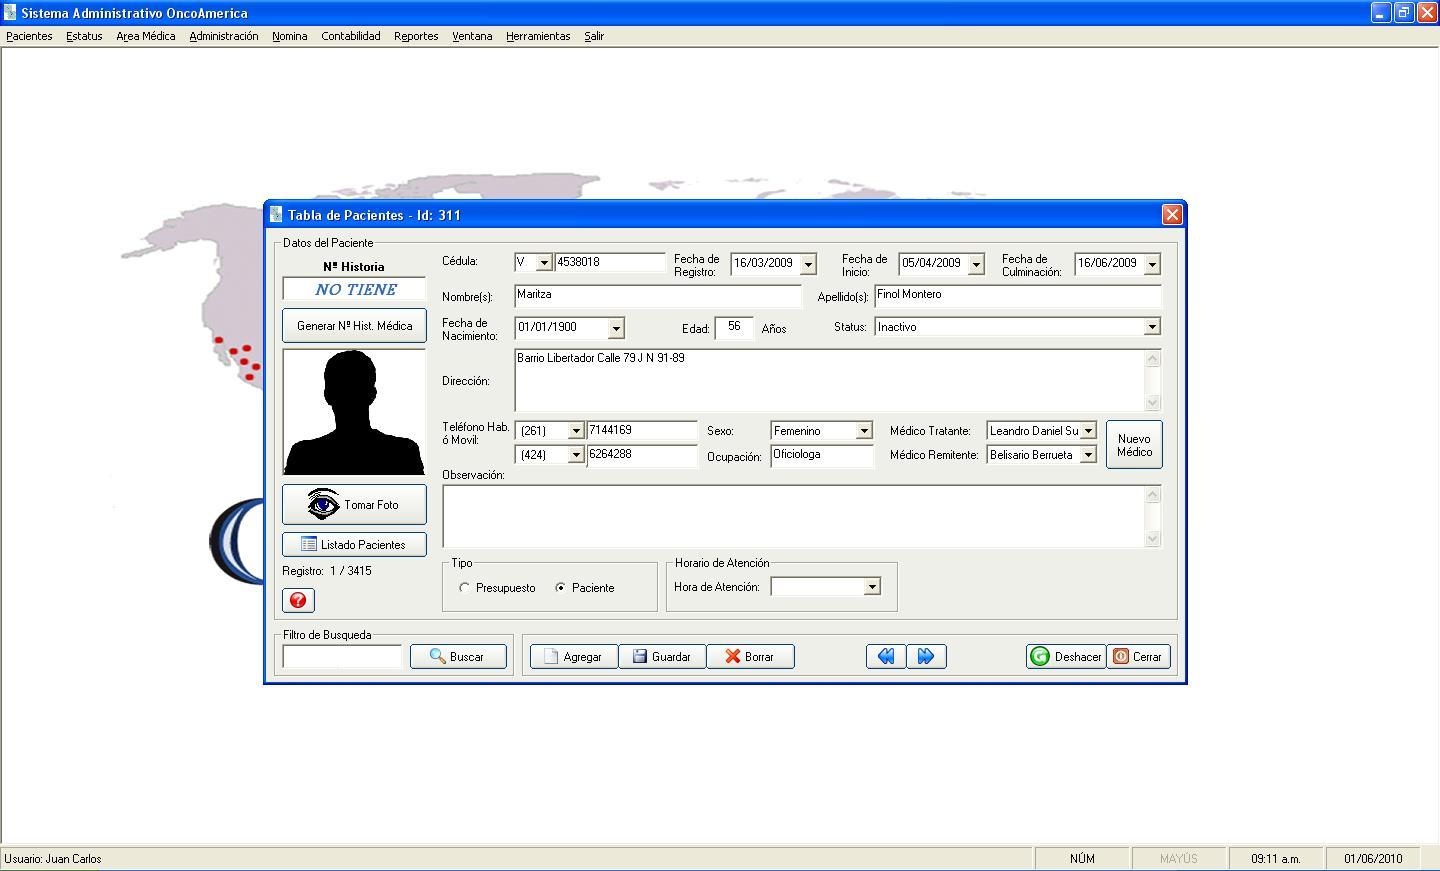 Sistema Administrativo OncoAmerica
Pacientes Estatus Area Médica Administración Nomina Contabilidad Reportes Ventana Herramientas Salir
Tabla de Pacientes - Id: 311
Datos del Paciente
Nº Historia
NO TIENE
Generar Nº Hist. Médica
Tomar Foto
Listado Pacientes
Registro: 1 / 3415
Cédula: V 4538018 Fecha de Registro: 16/03/2009 Fecha de Inicio: 05/04/2009 Fecha de Culminación: 16/06/2009
Nombre(s): Maritza Apellido(s): Finol Montero
Fecha de Nacimiento: 01/01/1900 Edad: 56 Años Status: Inactivo
Dirección: Barrio Libertador Calle 79 J N 91-89
Teléfono Hab. ó Movil: (261) 7144169 Sexo: Femenino Médico Tratante: Leandro Daniel Su
(424) 6264288 Ocupación: Oficiologa Médico Remitente: Belisario Berrueta
Nuevo Médico
Observación:
Tipo
Presupuesto Paciente
Horario de Atención
Hora de Atención:
Filtro de Busqueda
Buscar
Agregar Guardar Borrar Deshacer Cerrar
Usuario: Juan Carlos NÚM MAYÚS 09:11 a.m. 01/06/2010